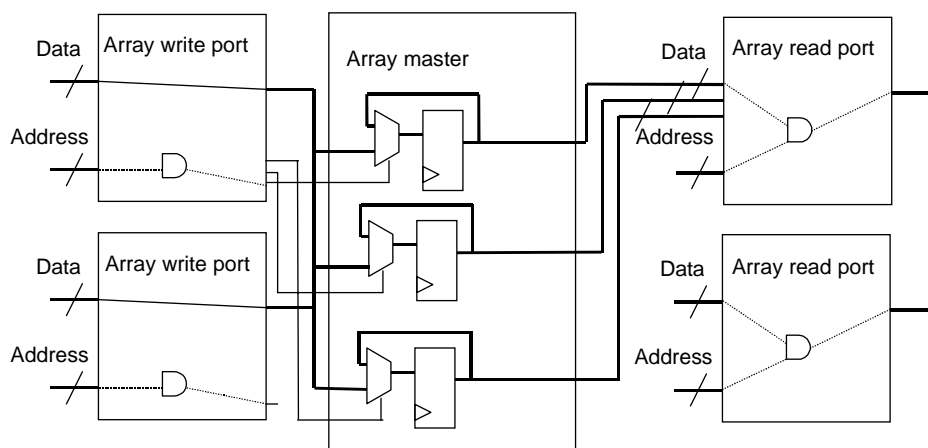 Data
Array write port
Array master
Array read port
Data
Address
Address
Data
Array write port
Data
Array read port
Address
Address